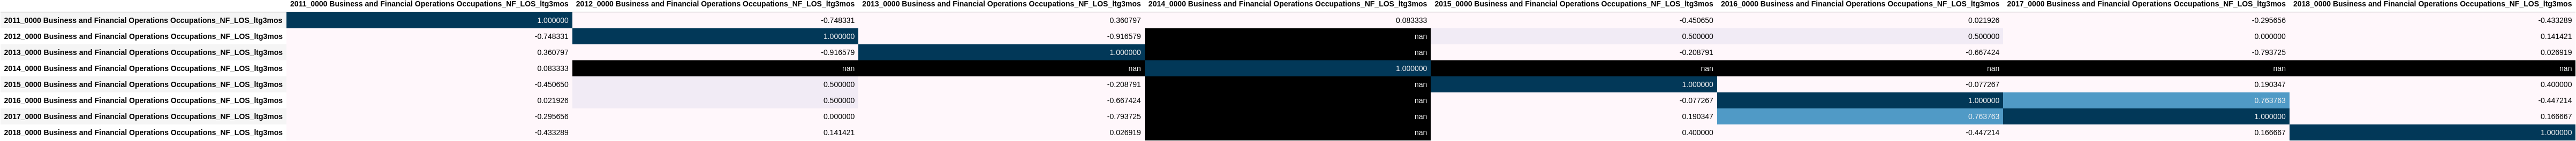 2011_0000 Business and Financial Operations Occupations_NF_LOS_ltg3mos 2012_0000 Business and Financial Operations Occupations_NF_LOS_ltg3mos 2013_0000 Business and Financial Operations Occupations_NF_LOS_ltg3mos 2014_0000 Business and Financial Operations Occupations_NF_LOS_ltg3mos 2015_0000 Business and Financial Operations Occupations_NF_LOS_ltg3mos 2016_0000 Business and Financial Operations Occupations_NF_LOS_ltg3mos 2017_0000 Business and Financial Operations Occupations_NF_LOS_ltg3mos 2018_0000 Business and Financial Operations Occupations_NF_LOS_ltg3mos
2011_0000 Business and Financial Operations Occupations_NF_LOS_ltg3mos 1.000000 -0.748331 0.360797 0.083333 -0.450650 0.021926 -0.295656 -0.433289
2012_0000 Business and Financial Operations Occupations_NF_LOS_ltg3mos -0.748331 1.000000 -0.916579 nan 0.500000 0.500000 0.000000 0.141421
2013_0000 Business and Financial Operations Occupations_NF_LOS_ltg3mos 0.360797 -0.916579 1.000000 nan -0.208791 -0.667424 -0.793725 0.026919
2014_0000 Business and Financial Operations Occupations_NF_LOS_ltg3mos 0.083333 nan nan 1.000000 nan nan nan nan
2015_0000 Business and Financial Operations Occupations_NF_LOS_ltg3mos -0.450650 0.500000 -0.208791 nan 1.000000 -0.077267 0.190347 0.400000
2016_0000 Business and Financial Operations Occupations_NF_LOS_ltg3mos 0.021926 0.500000 -0.667424 nan -0.077267 1.000000 0.763763 -0.447214
2017_0000 Business and Financial Operations Occupations_NF_LOS_ltg3mos -0.295656 0.000000 -0.793725 nan 0.190347 0.763763 1.000000 0.166667
2018_0000 Business and Financial Operations Occupations_NF_LOS_ltg3mos -0.433289 0.141421 0.026919 nan 0.400000 -0.447214 0.166667 1.000000